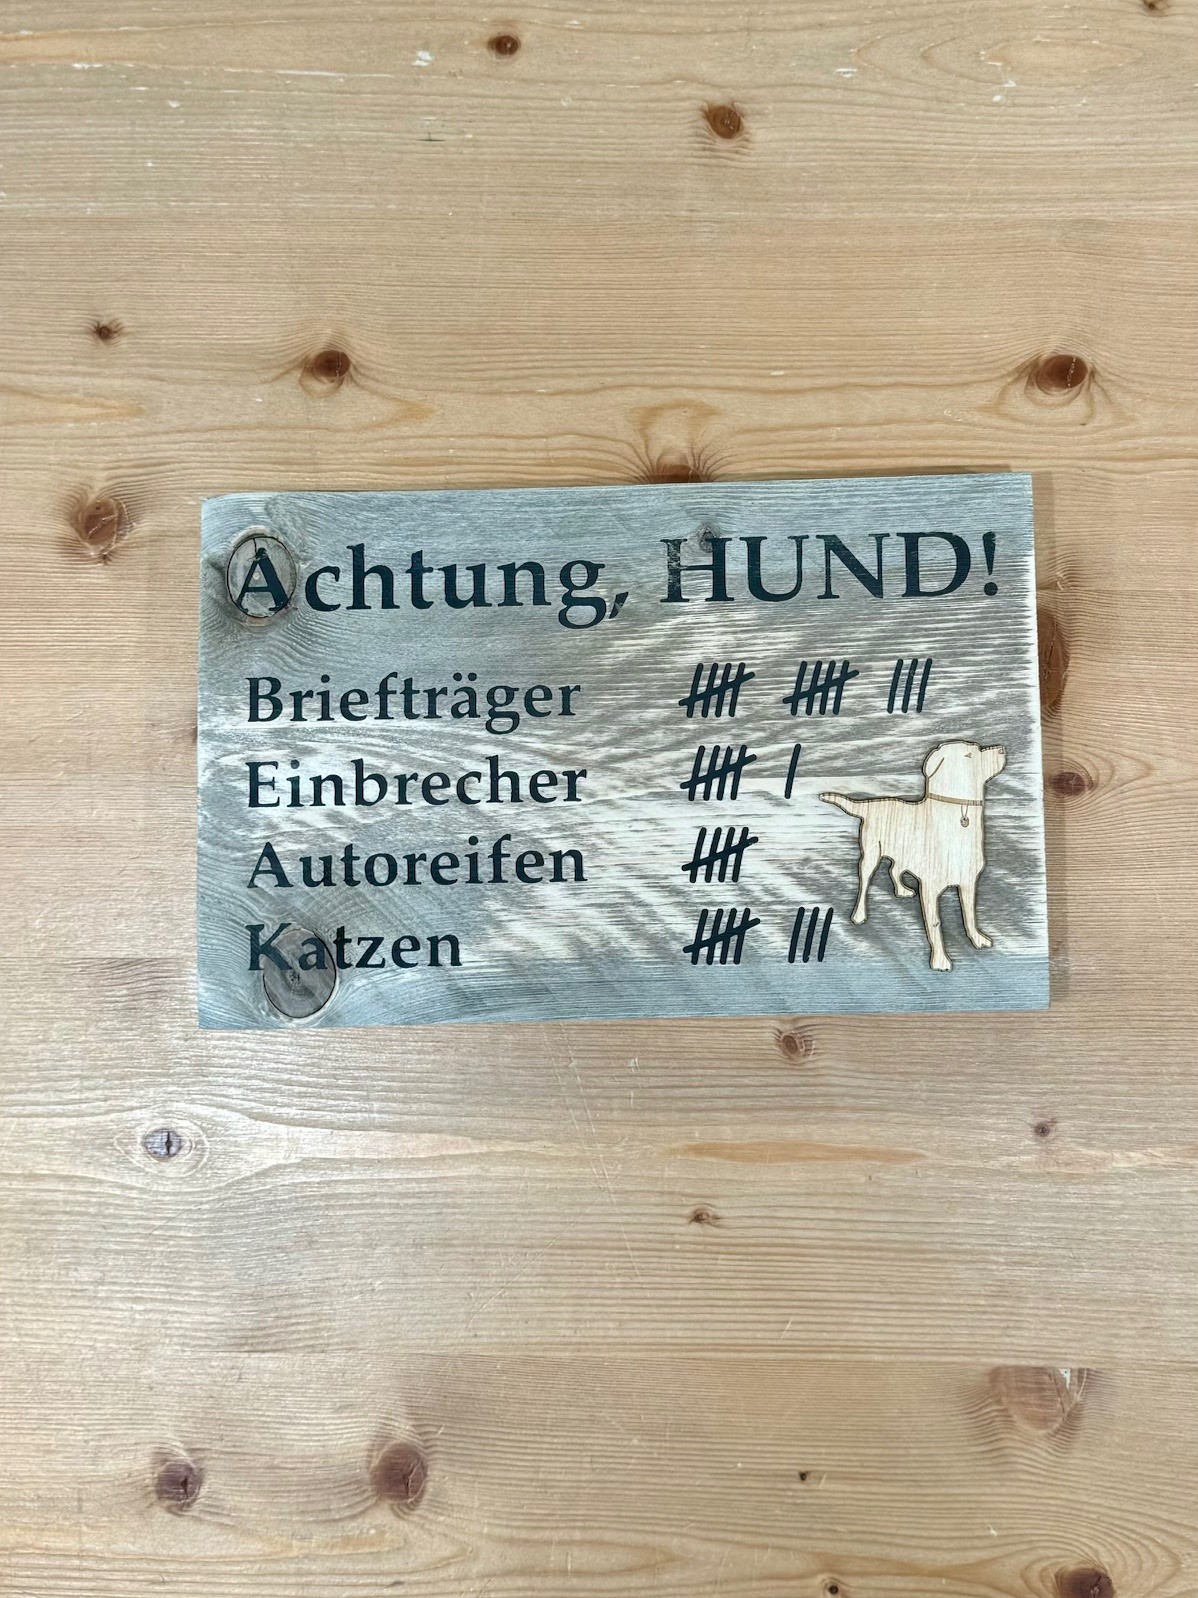 Achtung, HUND!
Briefträger
Einbrecher
Autoreifen
Katzen